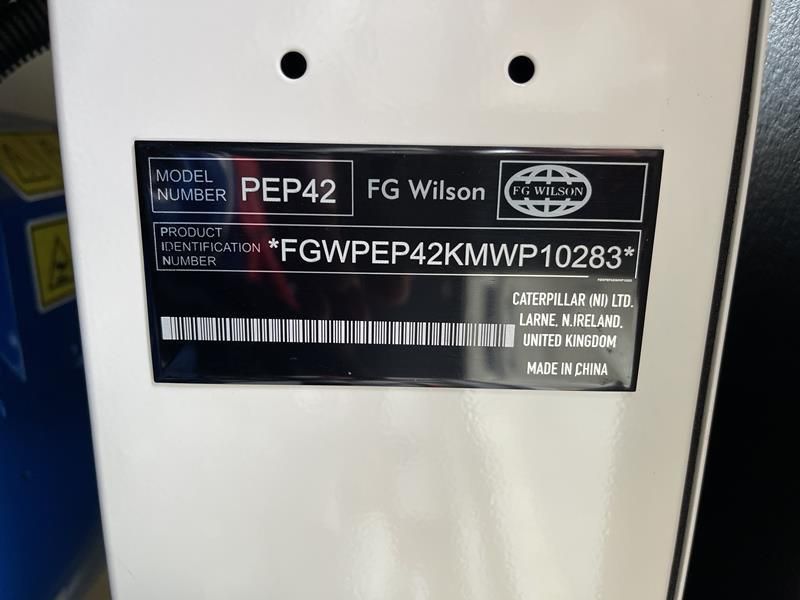 MODEL
NUMBER
PEP42
FG Wilson
FG WILSON
PRODUCT
IDENTIFICATION
NUMBER
*FGWPEP42KMWP10283*
CATERPILLAR (NI) LTD.
LARNE, N.IRELAND,
UNITED KINGDOM
MADE IN CHINA